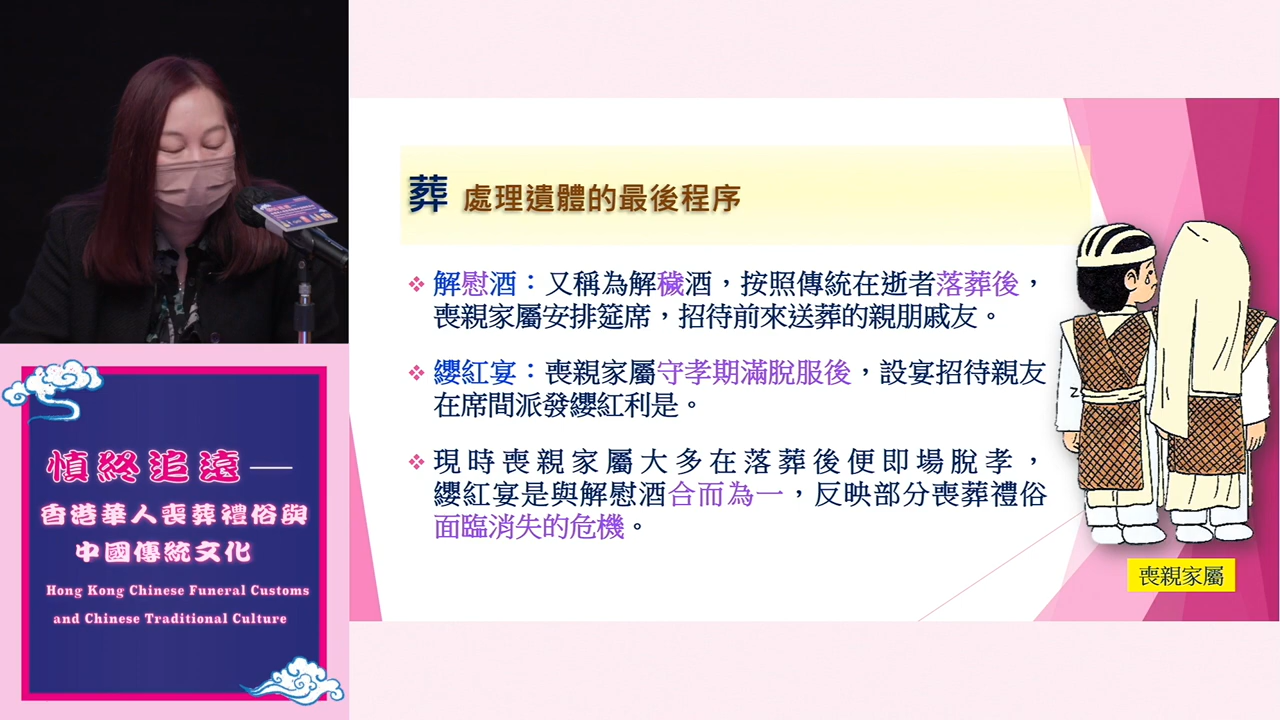 慎終追遠——
香港華人喪葬禮俗與
中國傳統文化
Hong Kong Chinese Funeral Customs
and Chinese Traditional Culture
葬 處理遺體的最後程序
❖ 解慰酒：又稱為解穢酒，按照傳統在逝者落葬後，
喪親家屬安排筵席，招待前來送葬的親朋戚友。
❖ 纓紅宴：喪親家屬守孝期滿脫服後，設宴招待親友
在席間派發纓紅利是。
❖ 現時喪親家屬大多在落葬後便即場脫孝，
纓紅宴是與解慰酒合而為一，反映部分喪葬禮俗
面臨消失的危機。
喪親家屬